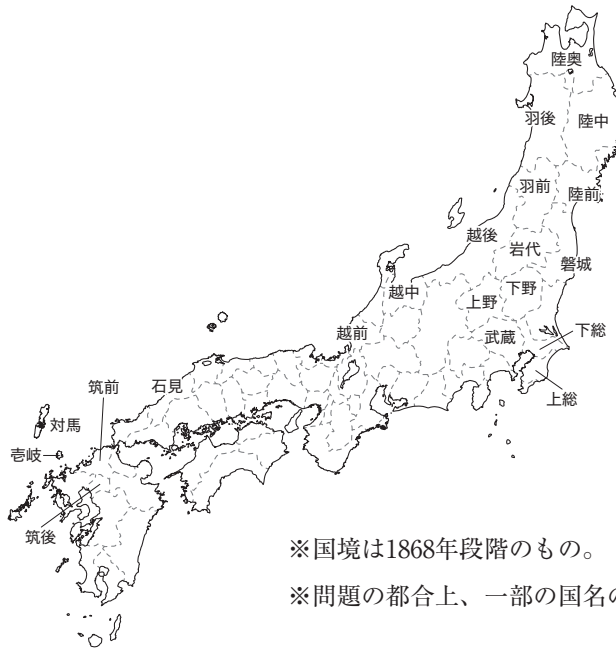 陸奥
羽後
陸中
羽前
陸前
越後
岩代
磐城
越中
上野
下野
越前
武蔵
下総
上総
筑前
石見
対馬
壱岐
筑後
※国境は1868年段階のもの。
※問題の都合上、一部の国名の